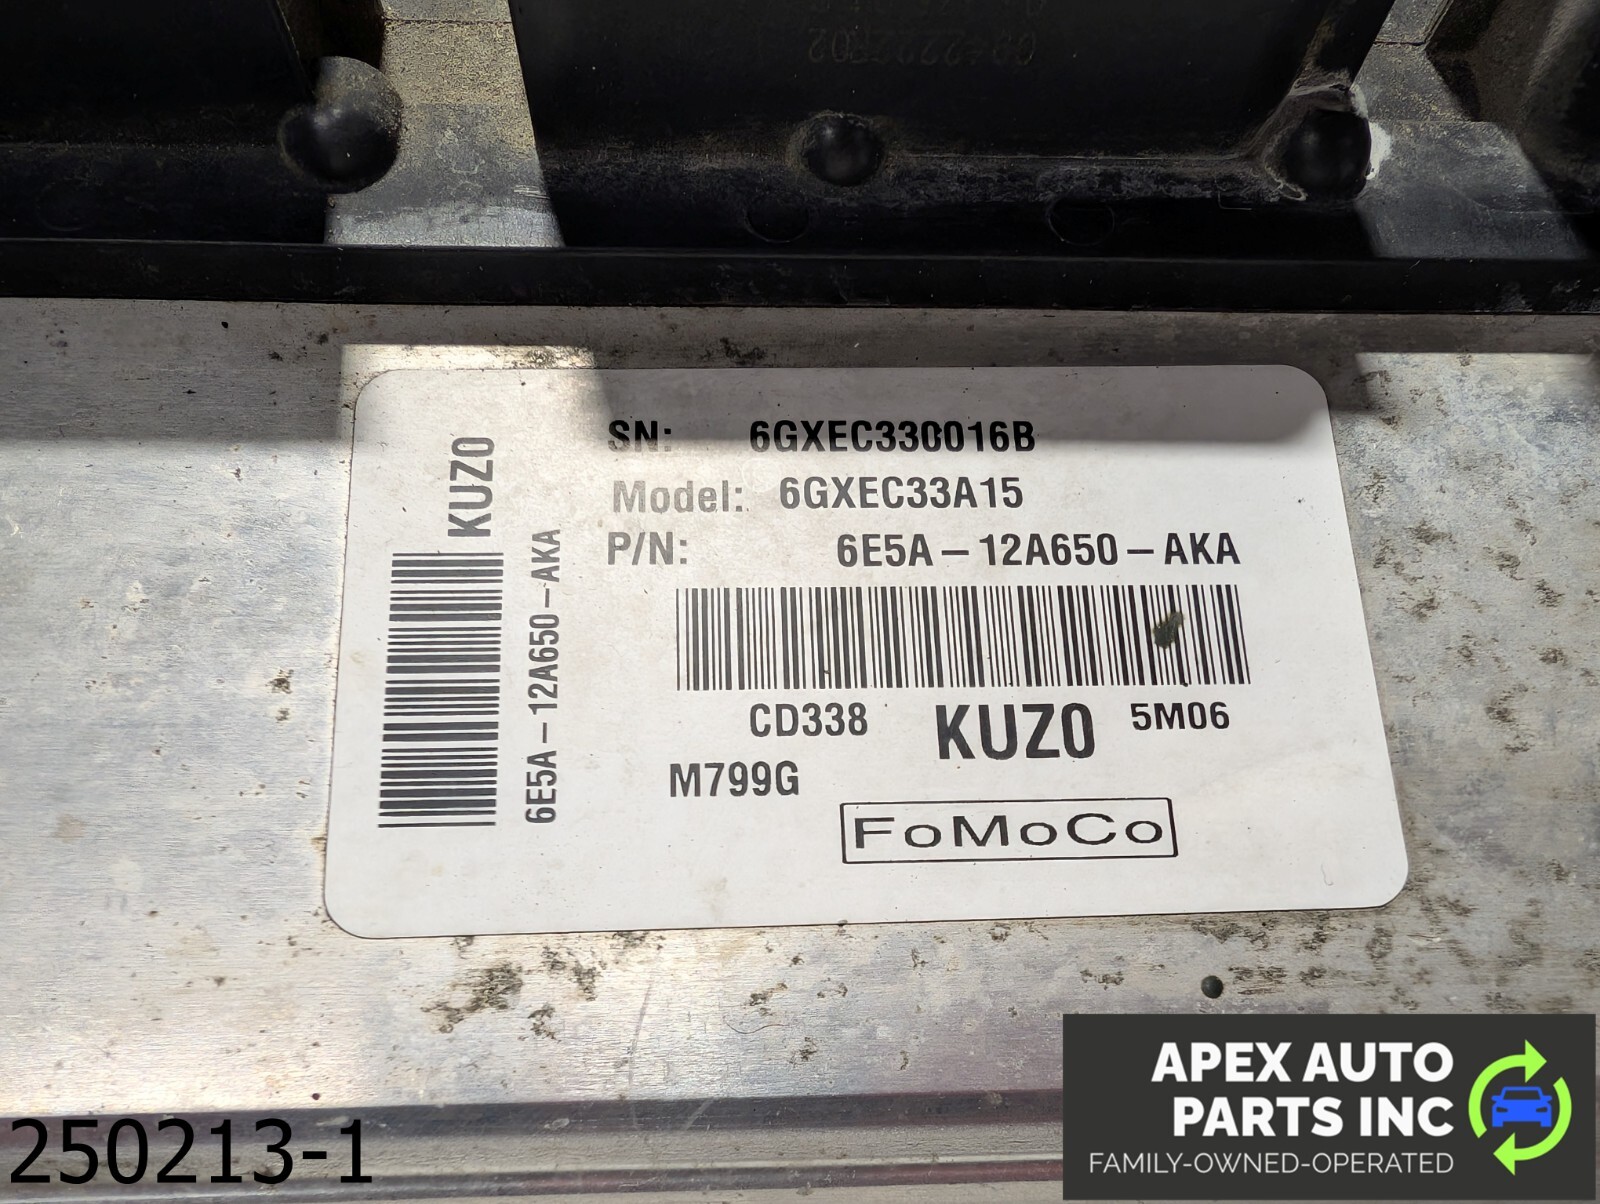 KUZ0
6E5A-12A650-AKA
SN: 6GXEC330016B
Model: 6GXEC33A15
P/N: 6E5A-12A650-AKA
CD338 KUZ0 5M06
M799G
FoMoCo
250213-1
APEX AUTO
PARTS INC
FAMILY-OWNED-OPERATED